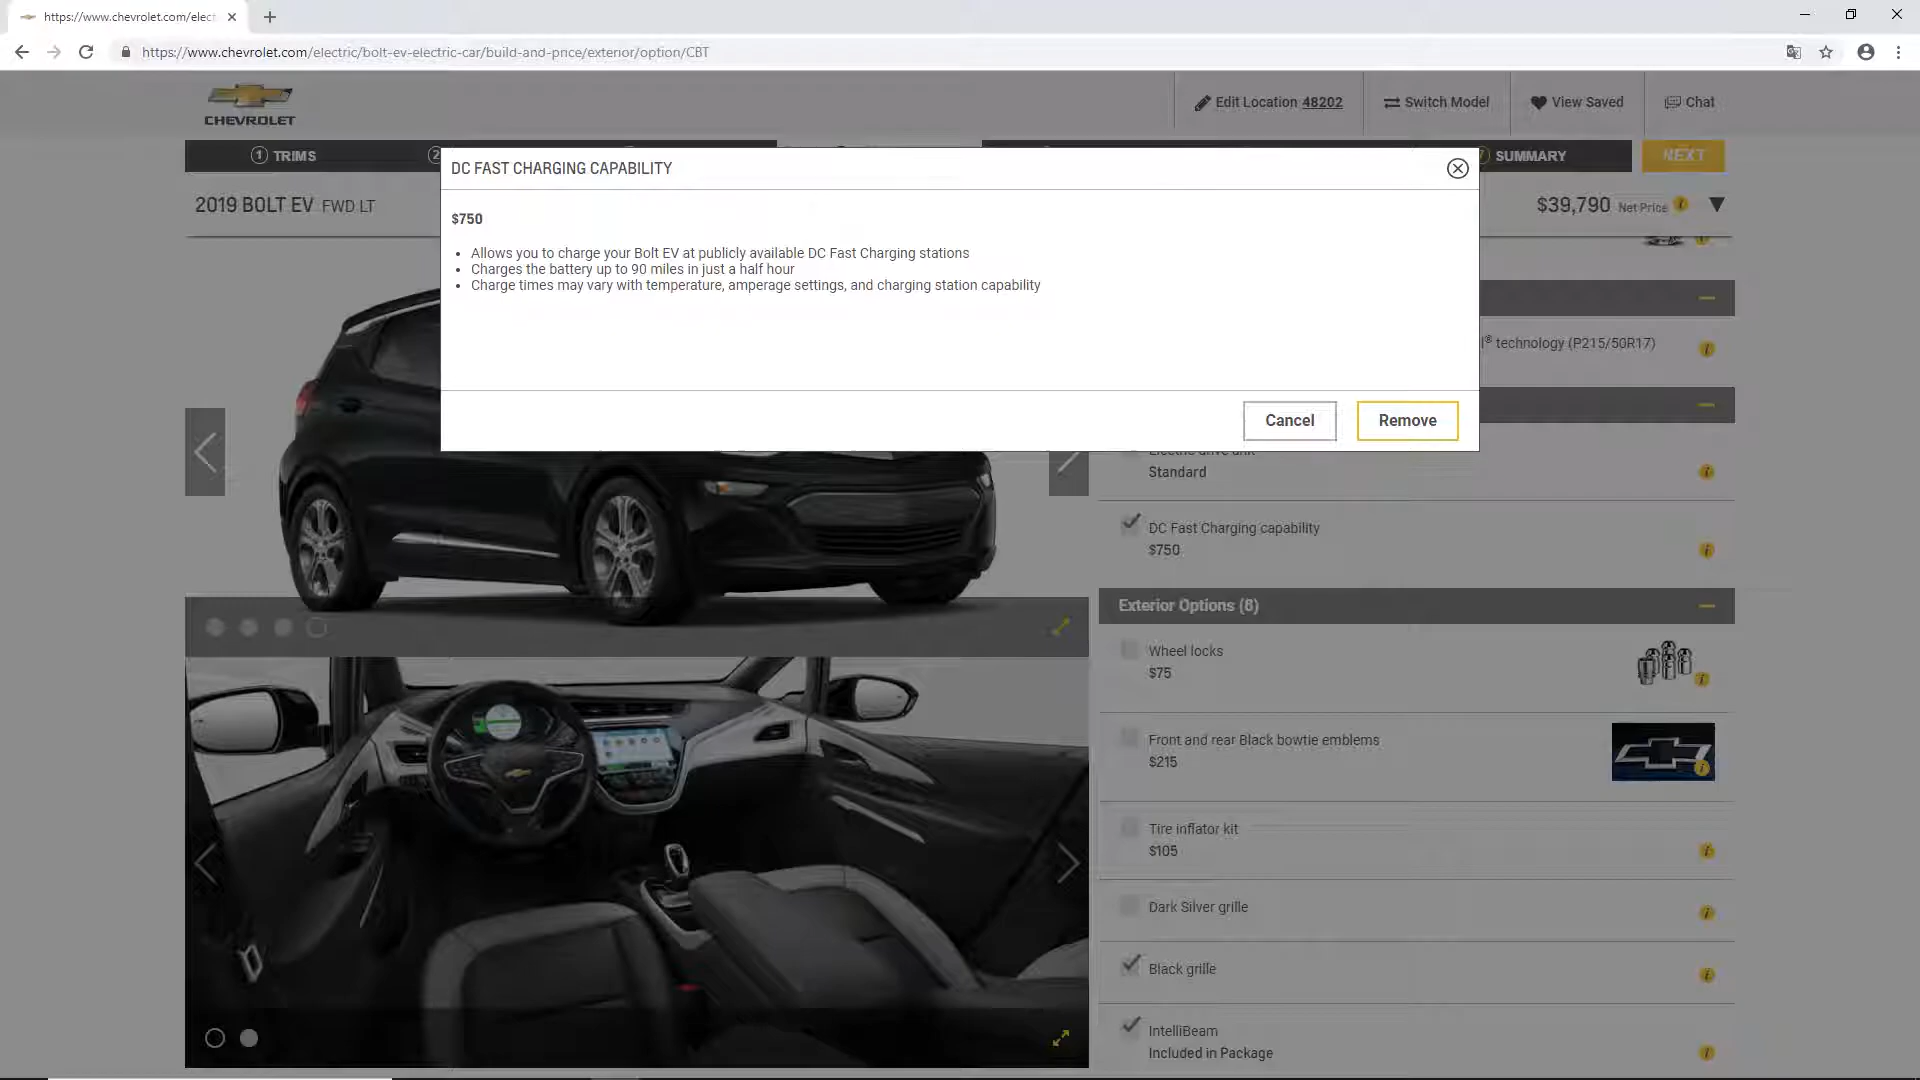 https://www.chevrolet.com/elect
https://www.chevrolet.com/electric/bolt-ev-electric-car/build-and-price/exterior/option/CBT
CHEVROLET
Edit Location 48202
Switch Model
View Saved
Chat
1 TRIMS
2
SUMMARY
NEXT
2019 BOLT EV FWD LT
$39,790 Net Price
DC FAST CHARGING CAPABILITY
$750
• Allows you to charge your Bolt EV at publicly available DC Fast Charging stations
• Charges the battery up to 90 miles in just a half hour
• Charge times may vary with temperature, amperage settings, and charging station capability
Cancel
Remove
® technology (P215/50R17)
Electric drive unit
Standard
DC Fast Charging capability
$750
Exterior Options (8)
Wheel locks
$75
Front and rear Black bowtie emblems
$215
Tire inflator kit
$105
Dark Silver grille
Black grille
IntelliBeam
Included in Package